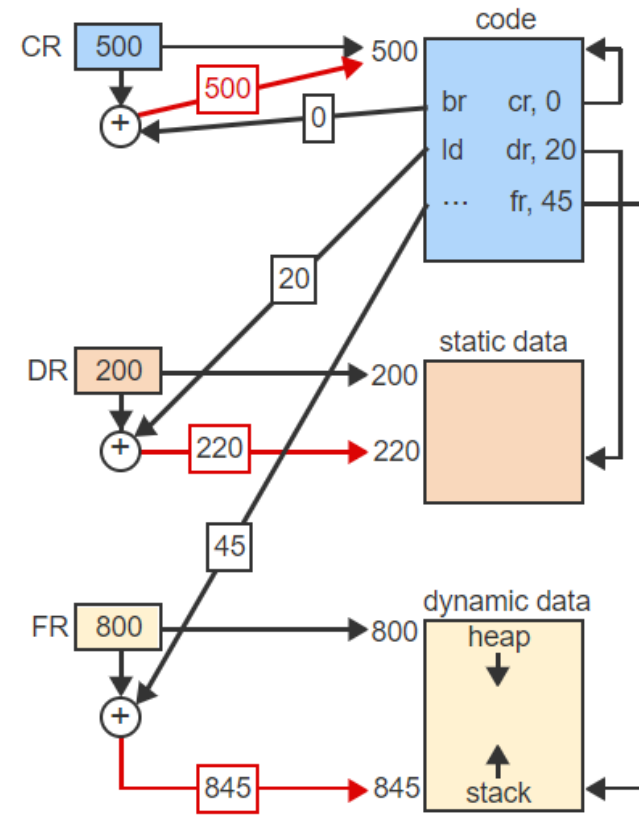 code
CR 500 500
500
br cr, 0
0
+
ld dr, 20
... fr, 45
20
static data
DR 200 200
+ 220 220
45
dynamic data
FR 800 800
heap
+
845 845
stack